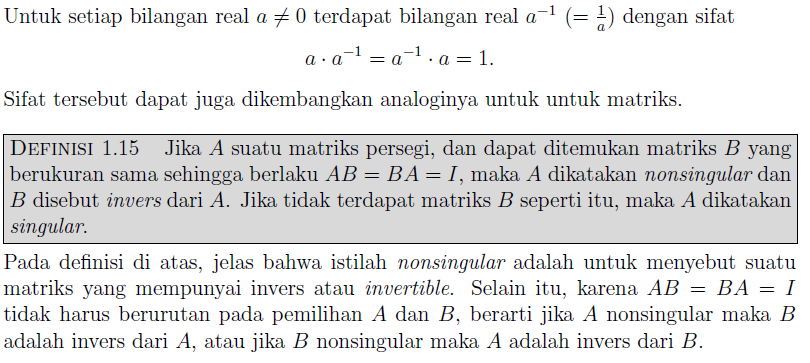 Untuk setiap bilangan real a ≠ 0 terdapat bilangan real a⁻¹ (= 1/a) dengan sifat
a · a⁻¹ = a⁻¹ · a = 1.
Sifat tersebut dapat juga dikembangkan analoginya untuk untuk matriks.
DEFINISI 1.15 Jika A suatu matriks persegi, dan dapat ditemukan matriks B yang
berukuran sama sehingga berlaku AB = BA = I, maka A dikatakan nonsingular dan
B disebut invers dari A. Jika tidak terdapat matriks B seperti itu, maka A dikatakan
singular.
Pada definisi di atas, jelas bahwa istilah nonsingular adalah untuk menyebut suatu
matriks yang mempunyai invers atau invertible. Selain itu, karena AB = BA = I
tidak harus berurutan pada pemilihan A dan B, berarti jika A nonsingular maka B
adalah invers dari A, atau jika B nonsingular maka A adalah invers dari B.